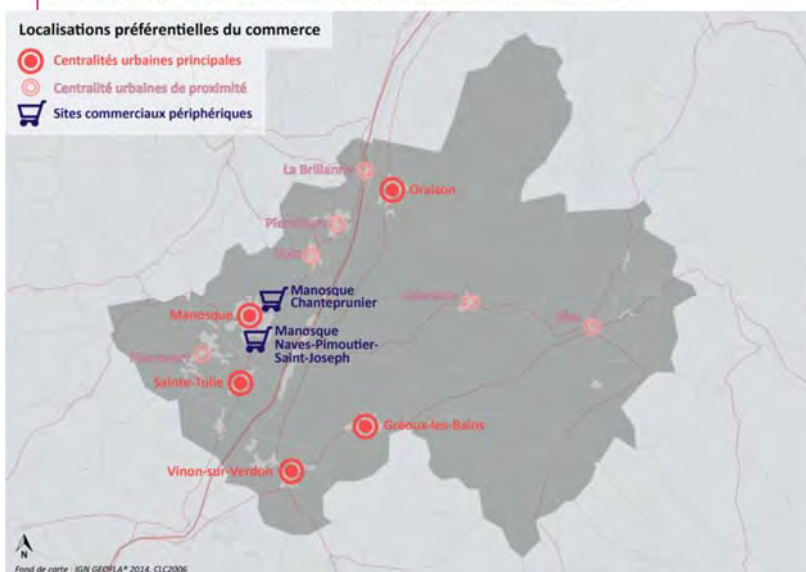 Localisations préférentielles du commerce
Centralités urbaines principales
Centralité urbaines de proximité
Sites commerciaux périphériques
La Brillanne
Oraison
Manosque
Chanteprunier
Manosque
Manosque
Naves-Pimoutier-
Saint-Joseph
Sainte-Tulle
Gréoux-les-Bains
Vinon-sur-Verdon
N
Fond de carte : IGN GEOFLA® 2014, CLC2006